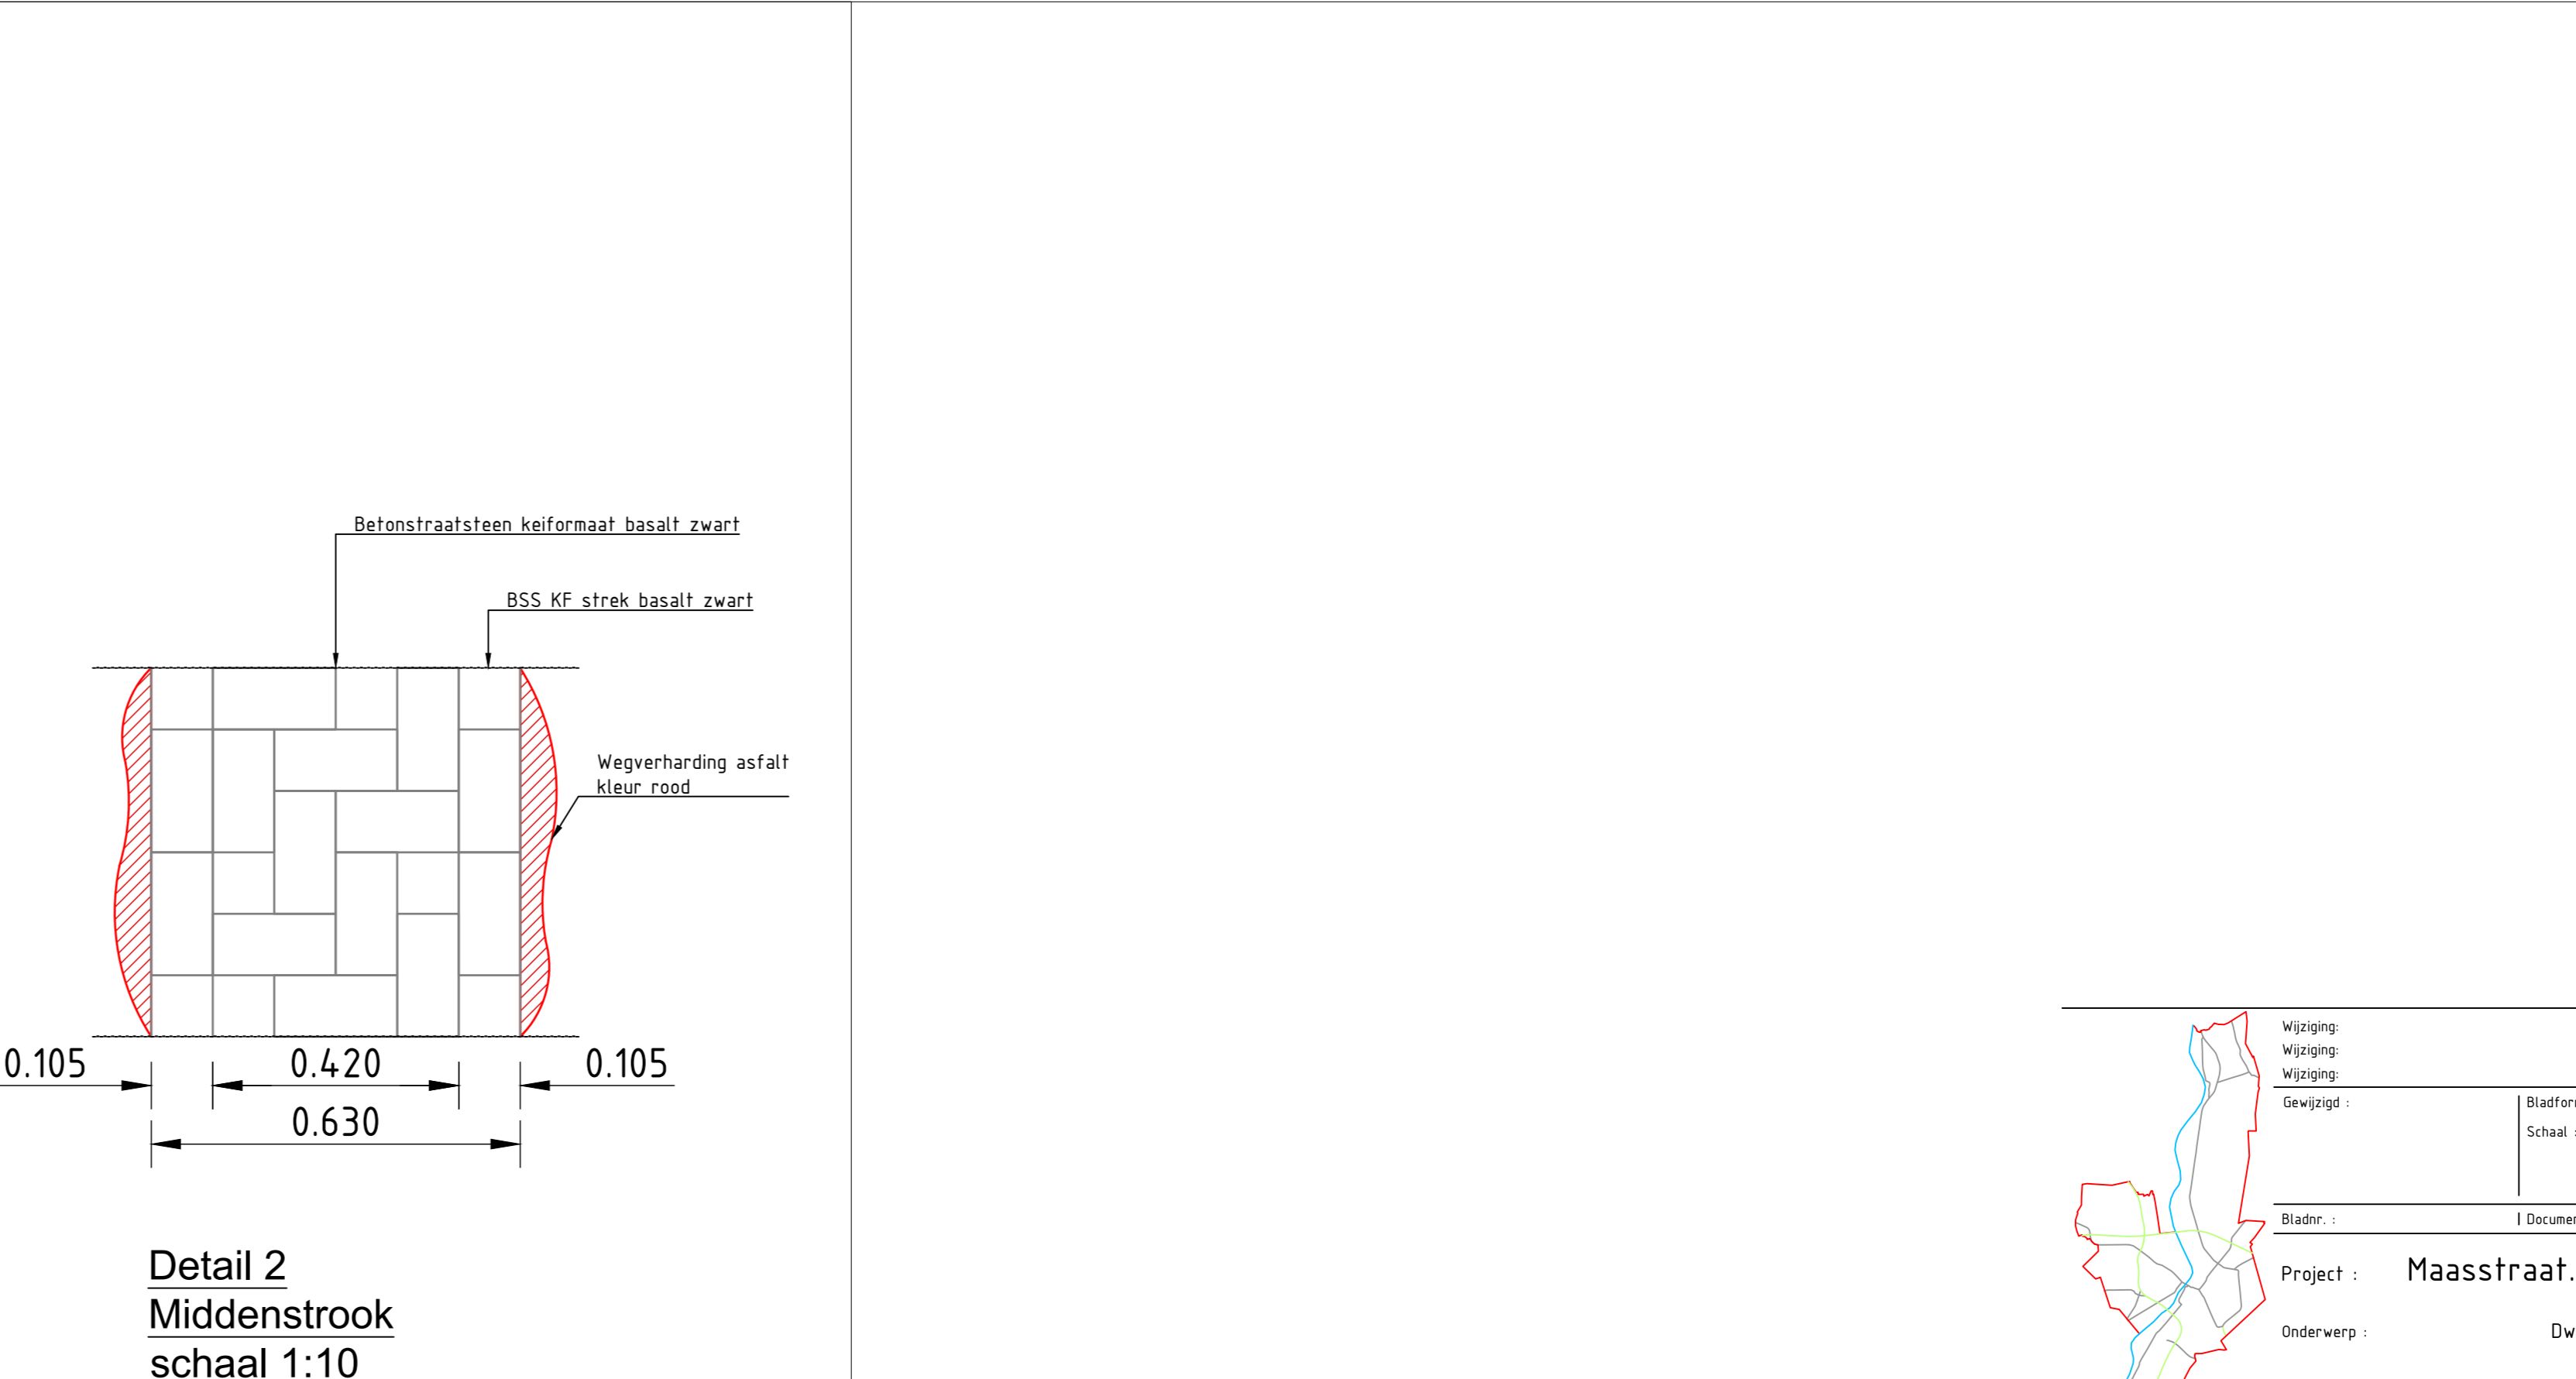 Betonstraatsteen keiformaat basalt zwart
BSS KF strek basalt zwart
Wegverharding asfalt
kleur rood
0.105
0.420
0.105
0.630
Detail 2
Middenstrook
schaal 1:10
Wijziging:
Wijziging:
Wijziging:
Gewijzigd :
Schaal :
Bladnr. :
Project : Maasstraat.
Onderwerp :